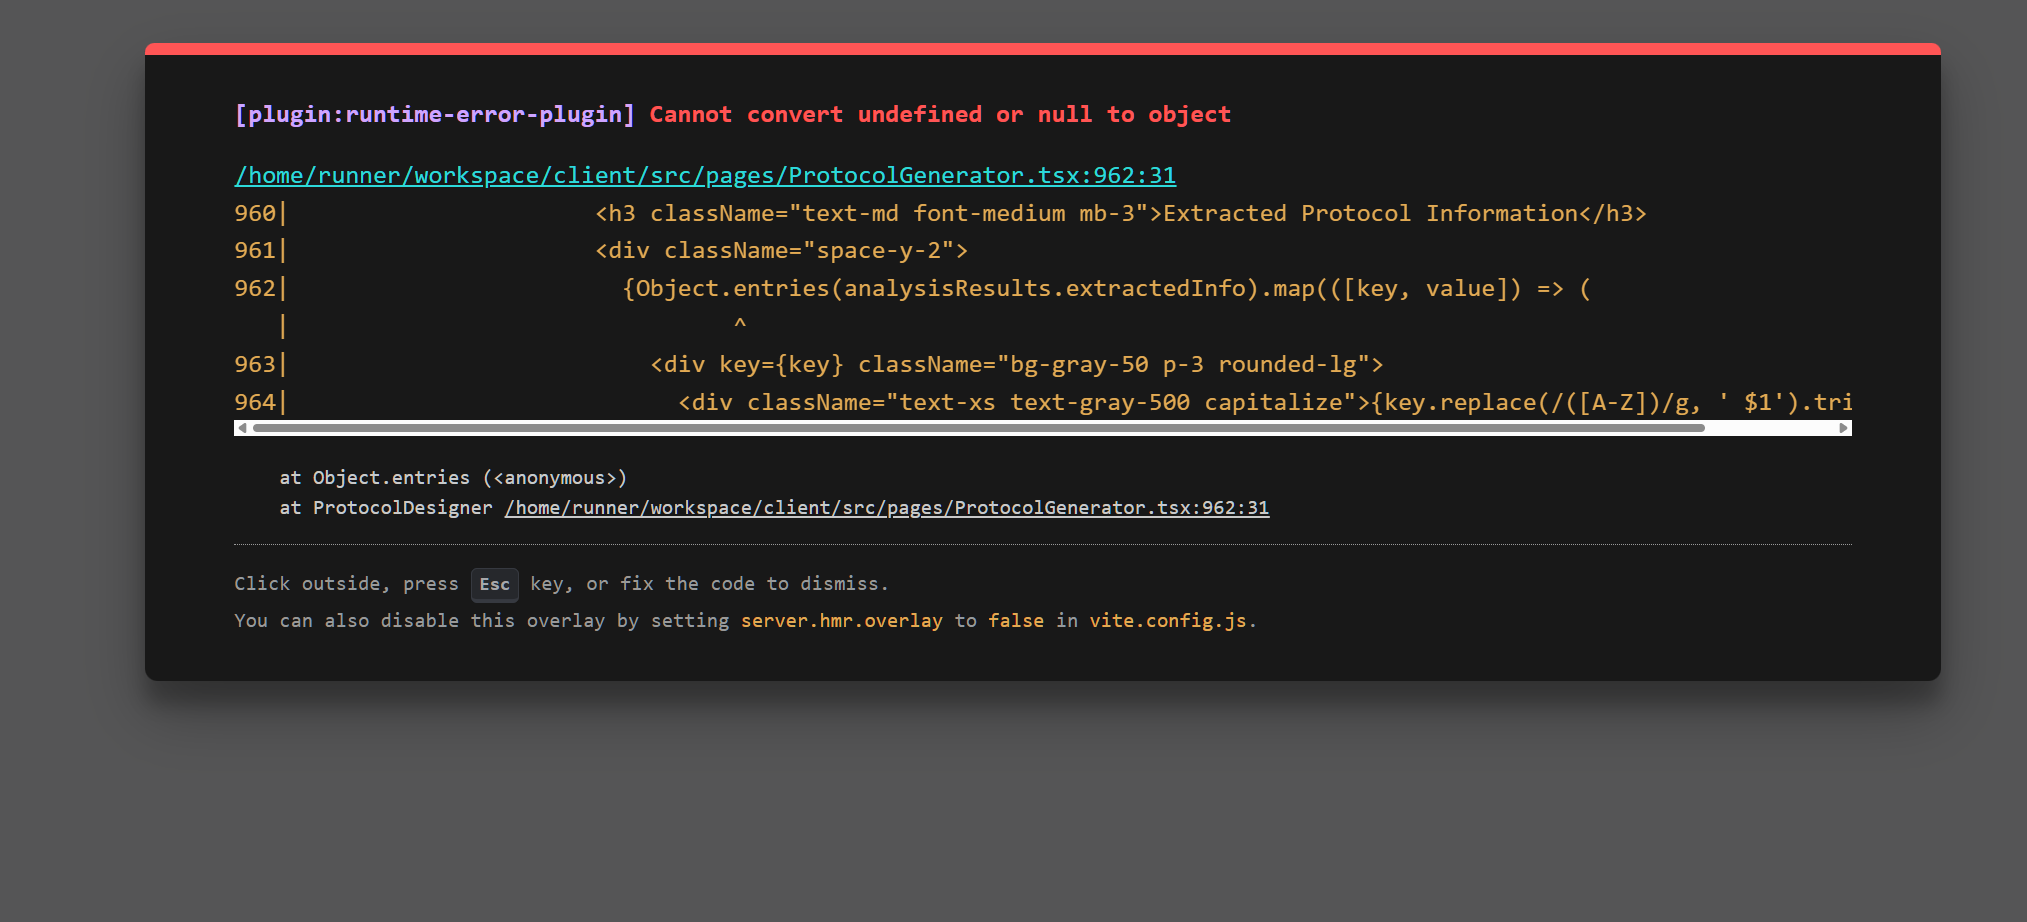 [plugin:runtime-error-plugin] Cannot convert undefined or null to object
/home/runner/workspace/client/src/pages/ProtocolGenerator.tsx:962:31
960|                      <h3 className="text-md font-medium mb-3">Extracted Protocol Information</h3>
961|                      <div className="space-y-2">
962|                        {Object.entries(analysisResults.extractedInfo).map(([key, value]) => (
   |                                ^
963|                          <div key={key} className="bg-gray-50 p-3 rounded-lg">
964|                            <div className="text-xs text-gray-500 capitalize">{key.replace(/([A-Z])/g, ' $1').tri
    at Object.entries (<anonymous>)
    at ProtocolDesigner /home/runner/workspace/client/src/pages/ProtocolGenerator.tsx:962:31
Click outside, press Esc key, or fix the code to dismiss.
You can also disable this overlay by setting server.hmr.overlay to false in vite.config.js.